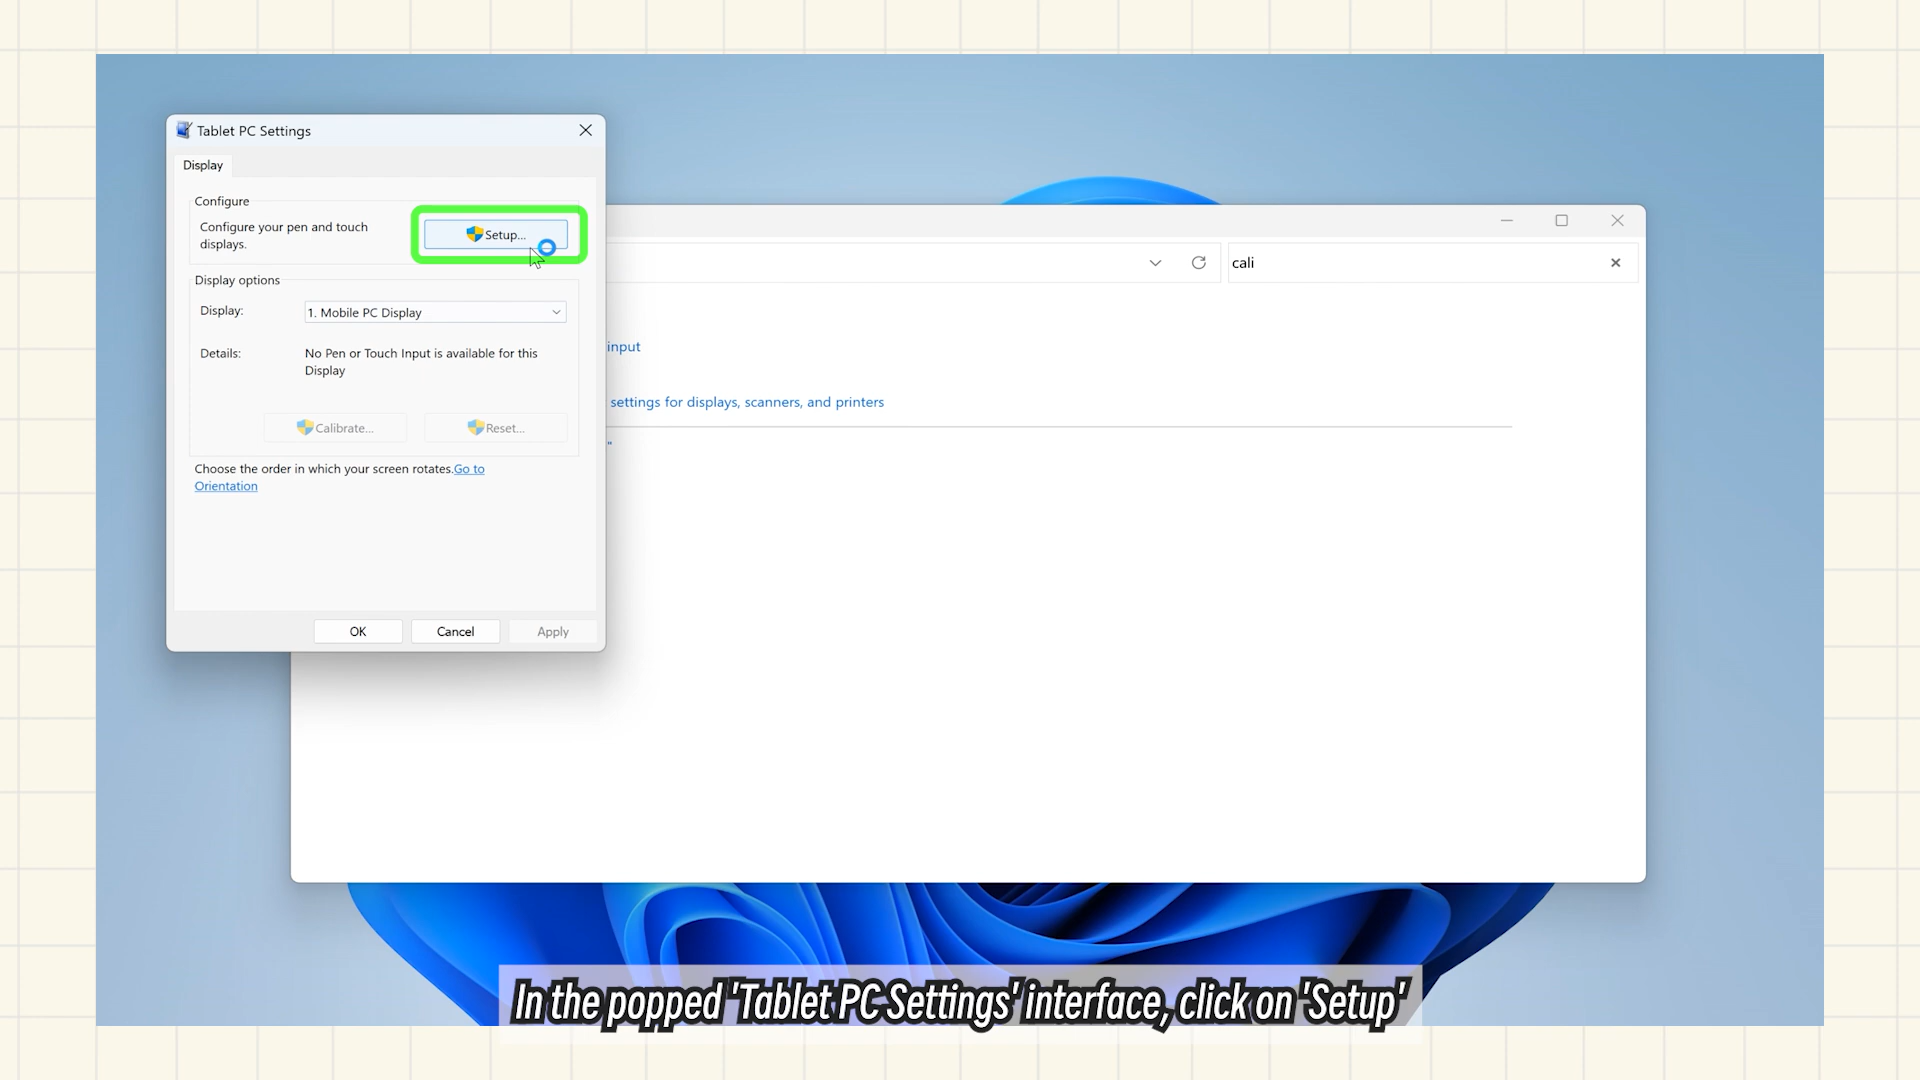 Tablet PC Settings
Display
Configure
Configure your pen and touch
displays.
Setup...
Display options
Display:
1. Mobile PC Display
Details:
No Pen or Touch Input is available for this
Display
Calibrate...
Reset...
Choose the order in which your screen rotates.Go to
Orientation
OK
Cancel
Apply
cali
input
settings for displays, scanners, and printers
"
In the popped 'Tablet PC Settings' interface, click on 'Setup'